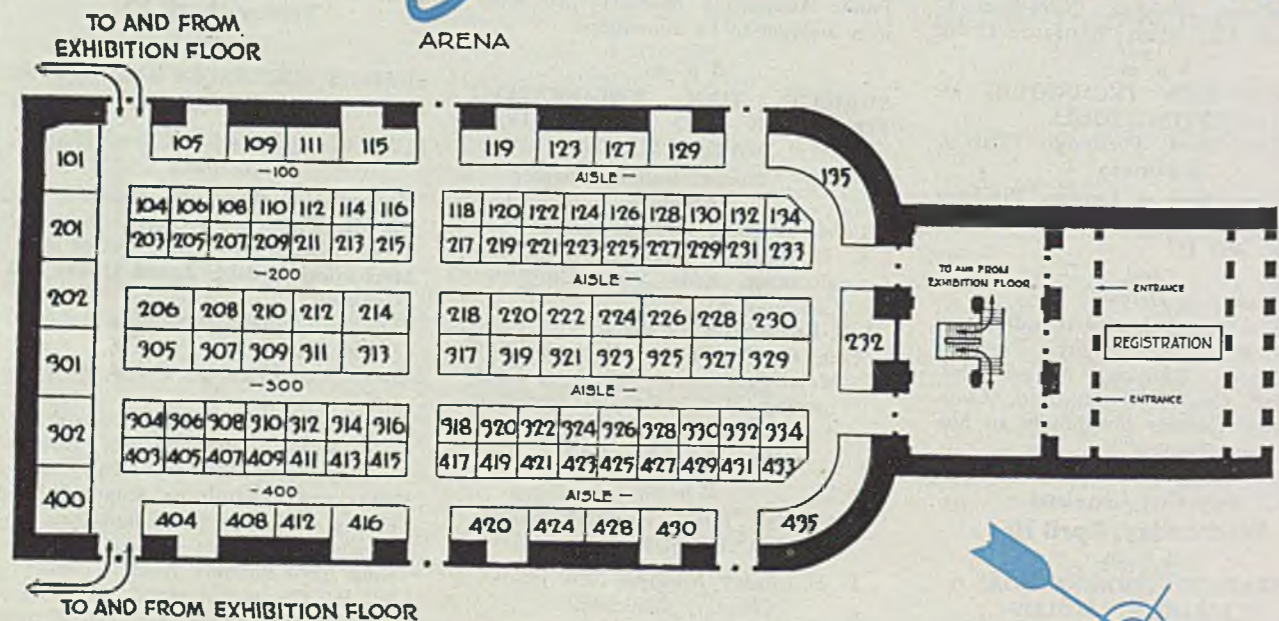 TO AND FROM
EXHIBITION FLOOR
ARENA
105 109 111 115 119 123 127 129
101
135
—100 AISLE—
104 106 108 110 112 114 116 118 120 122 124 126 128 130 132 134
201
203 205 207 209 211 213 215 217 219 221 223 225 227 229 231 233
—200 AISLE—
TO AND FROM
EXHIBITION FLOOR
ENTRANCE
202
206 208 210 212 214 218 220 222 224 226 228 230
232
REGISTRATION
301
305 307 309 311 313 317 319 321 323 325 327 329
—300 AISLE—
ENTRANCE
302
304 306 308 310 312 314 316 318 320 322 324 326 328 330 332 334
403 405 407 409 411 413 415 417 419 421 423 425 427 429 431 433
400
—400 AISLE—
404 408 412 416 420 424 428 430
435
TO AND FROM EXHIBITION FLOOR